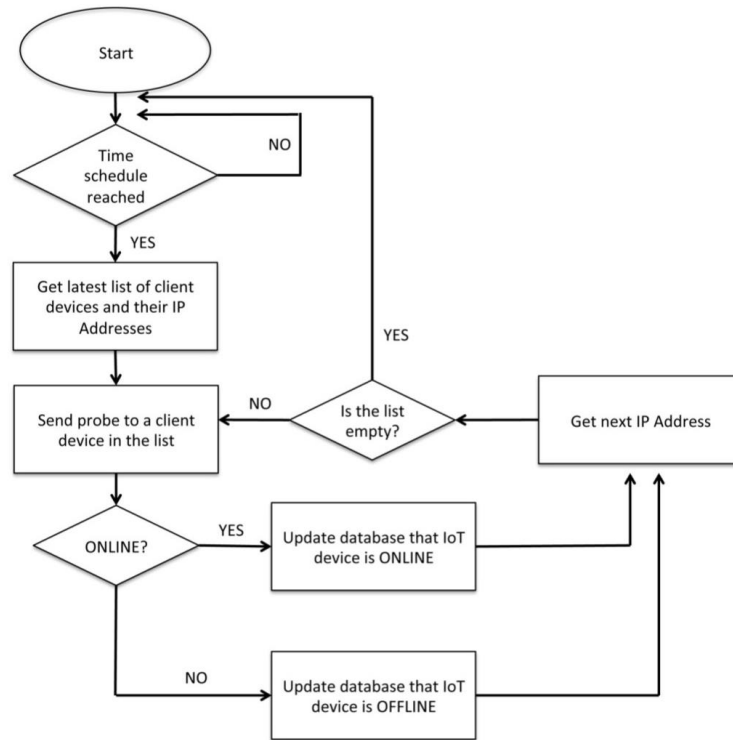 Start
NO
Time
schedule
reached
YES
Get latest list of client
devices and their IP
Addresses
YES
Send probe to a client
device in the list
NO
Is the list
empty?
Get next IP Address
ONLINE?
YES
Update database that IoT
device is ONLINE
NO
Update database that IoT
device is OFFLINE